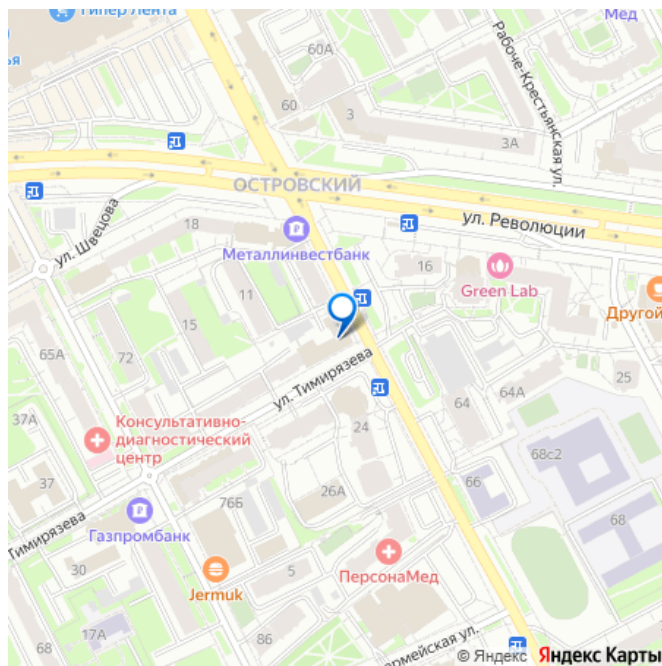 Гипер Лента
ья
Мед
60А
60
3
3А
Рабоче-Крестьянская ул.
ОСТРОВСКИЙ
ул. Революции
ул. Швецова
18
Металлинвестбанк
16
Green Lab
11
Другой
15
65А
72
ул. Тимирязева
25
37А
64А
64
Консультативно-
диагностический
центр
24
68с2
37
66
76Б
26А
68
Тимирязева
Газпромбанк
30
5
ПерсонаМед
Jermuk
17А
86
68
армейская ул.
© Яндекс Яндекс Карты